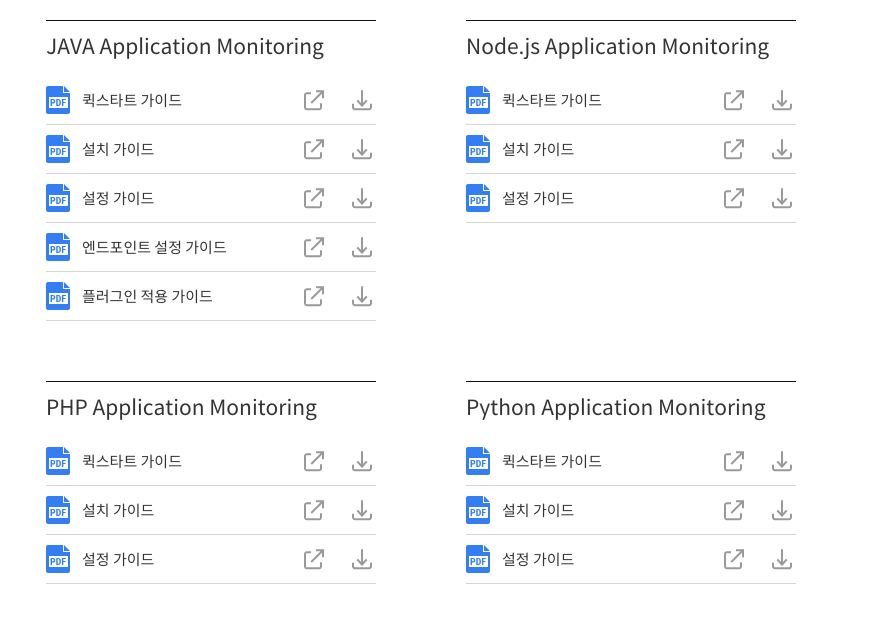 JAVA Application Monitoring
PDF 퀵스타트 가이드
PDF 설치 가이드
PDF 설정 가이드
PDF 엔드포인트 설정 가이드
PDF 플러그인 적용 가이드
Node.js Application Monitoring
PDF 퀵스타트 가이드
PDF 설치 가이드
PDF 설정 가이드
PHP Application Monitoring
PDF 퀵스타트 가이드
PDF 설치 가이드
PDF 설정 가이드
Python Application Monitoring
PDF 퀵스타트 가이드
PDF 설치 가이드
PDF 설정 가이드